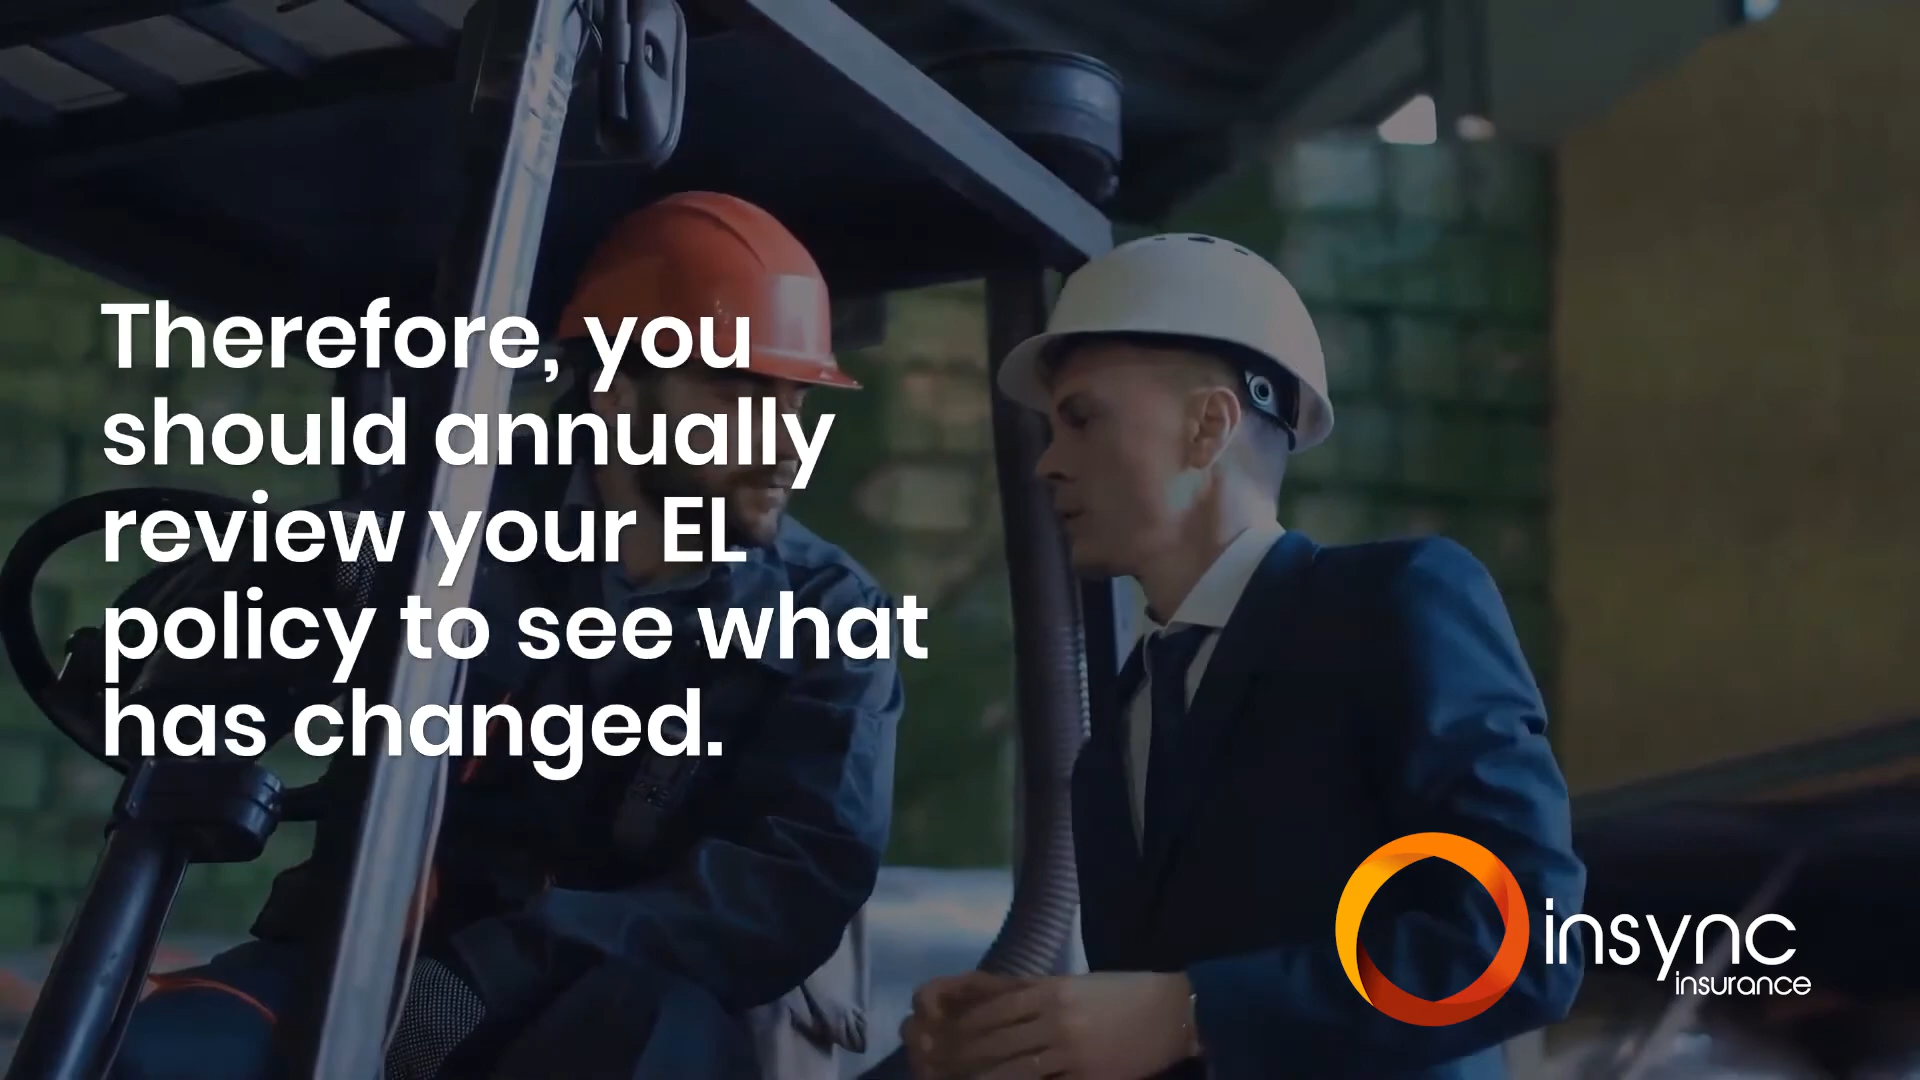 Therefore, you
should annually
review your EL
policy to see what
has changed.
insync
insurance